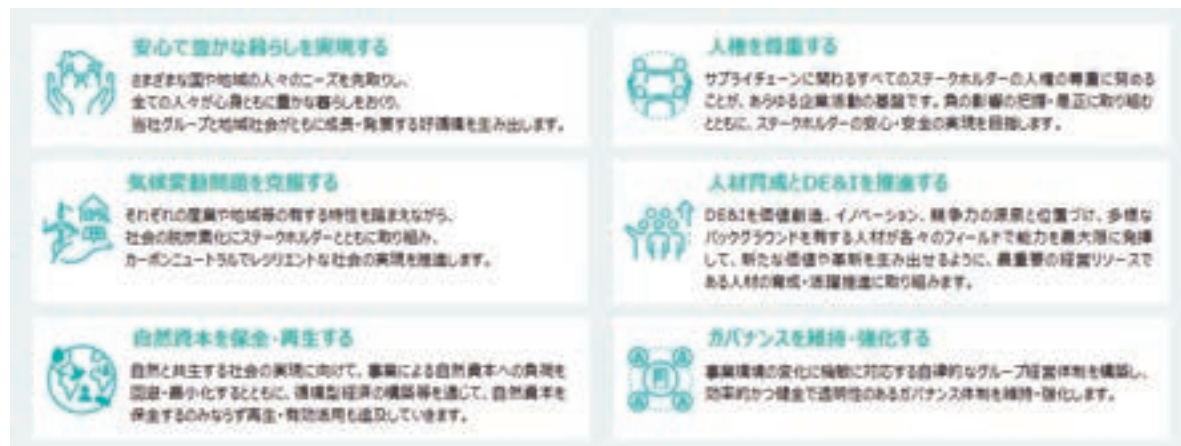 安心で豊かな暮らしを実現する
さまざまな国や地域の人々のニーズを先取りし、
全ての人々が心身ともに豊かな暮らしをおくり、
当社グループと地域社会がともに成長・発展する好循環を生み出します。
気候変動問題を克服する
それぞれの産業や地域等の有する特性を踏まえながら、
社会の脱炭素化にステークホルダーとともに取り組み、
カーボンニュートラルでレジリエントな社会の実現を推進します。
自然資本を保全・再生する
自然と共生する社会の実現に向けて、事業による自然資本への負荷を
回避・最小化するとともに、循環型経済の構築等を通じて、自然資本を
保全するのみならず再生・有効活用も追及していきます。
人権を尊重する
サプライチェーンに関わるすべてのステークホルダーの人権の尊重に努める
ことが、あらゆる企業活動の基盤です。負の影響の把握・是正に取り組む
とともに、ステークホルダーの安心・安全の実現を目指します。
人材育成とDE&Iを推進する
DE&Iを価値創造、イノベーション、競争力の源泉と位置づけ、多様な
バックグラウンドを有する人材が各々のフィールドで能力を最大限に発揮
して、新たな価値や革新を生み出せるように、最重要の経営リソースで
ある人材の育成・活躍推進に取り組みます。
ガバナンスを維持・強化する
事業環境の変化に機敏に対応する自律的なグループ経営体制を構築し、
効率的かつ健全で透明性のあるガバナンス体制を維持・強化します。